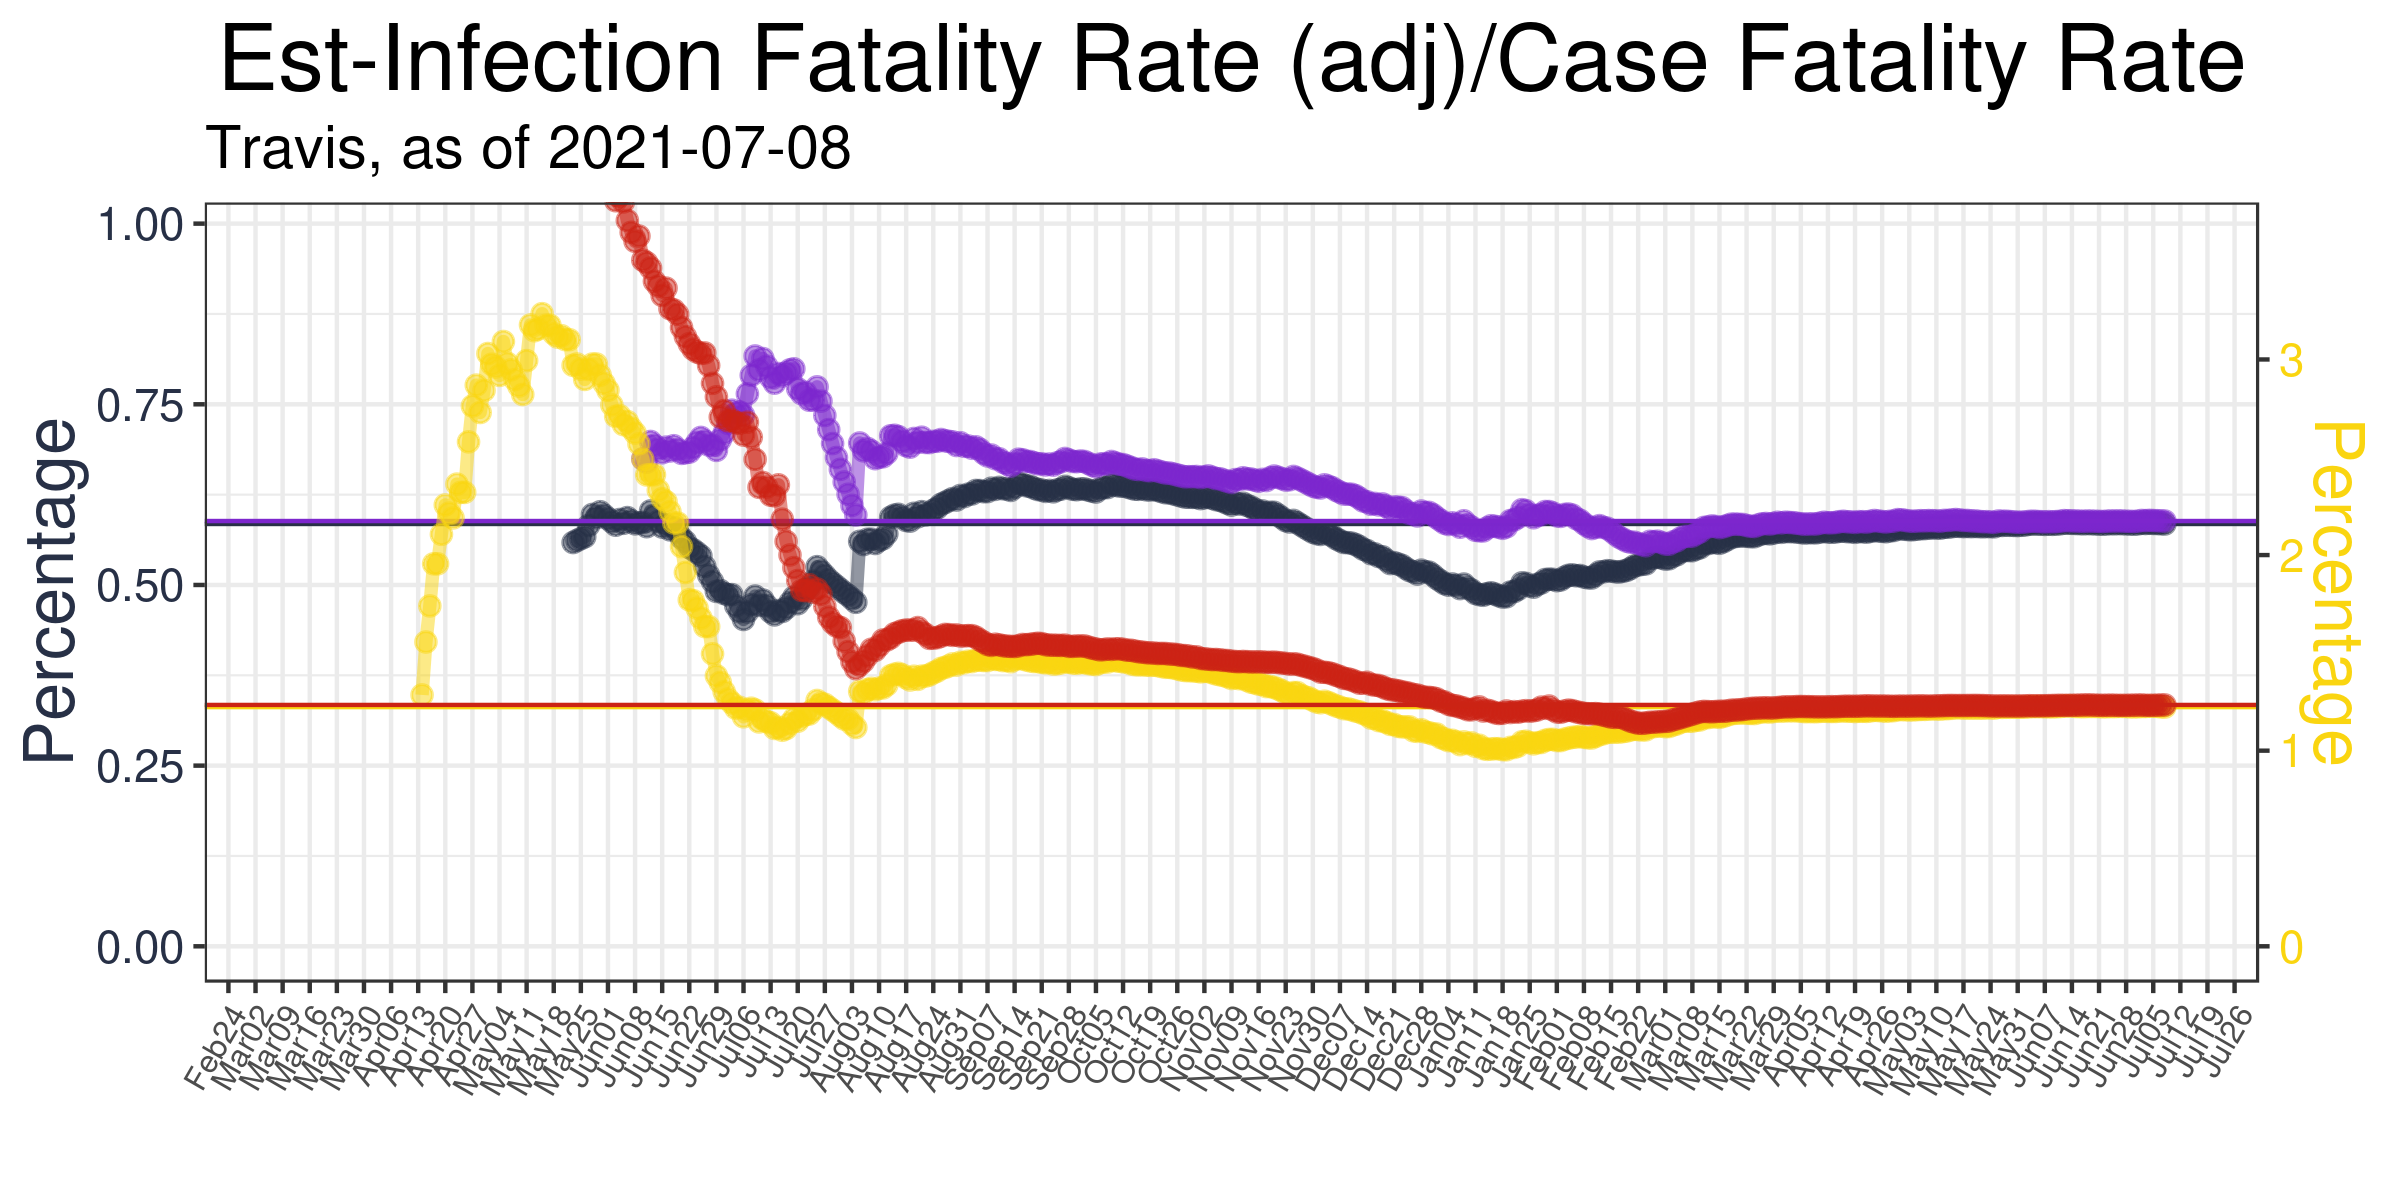 Est-Infection Fatality Rate (adj)/Case Fatality Rate
Travis, as of 2021-07-08
1.00
0.75
0.50
0.25
0.00
Percentage
3
2
1
0
Percentage
Feb24
Mar02
Mar09
Mar16
Mar23
Mar30
Apr06
Apr13
Apr20
Apr27
May04
May11
May18
May25
Jun01
Jun08
Jun15
Jun22
Jun29
Jul06
Jul13
Jul20
Jul27
Aug03
Aug10
Aug17
Aug24
Aug31
Sep07
Sep14
Sep21
Sep28
Oct05
Oct12
Oct19
Oct26
Nov02
Nov09
Nov16
Nov23
Nov30
Dec07
Dec14
Dec21
Dec28
Jan04
Jan11
Jan18
Jan25
Feb01
Feb08
Feb15
Feb22
Mar01
Mar08
Mar15
Mar22
Mar29
Apr05
Apr12
Apr19
Apr26
May03
May10
May17
May24
May31
Jun07
Jun14
Jun21
Jun28
Jul05
Jul12
Jul19
Jul26